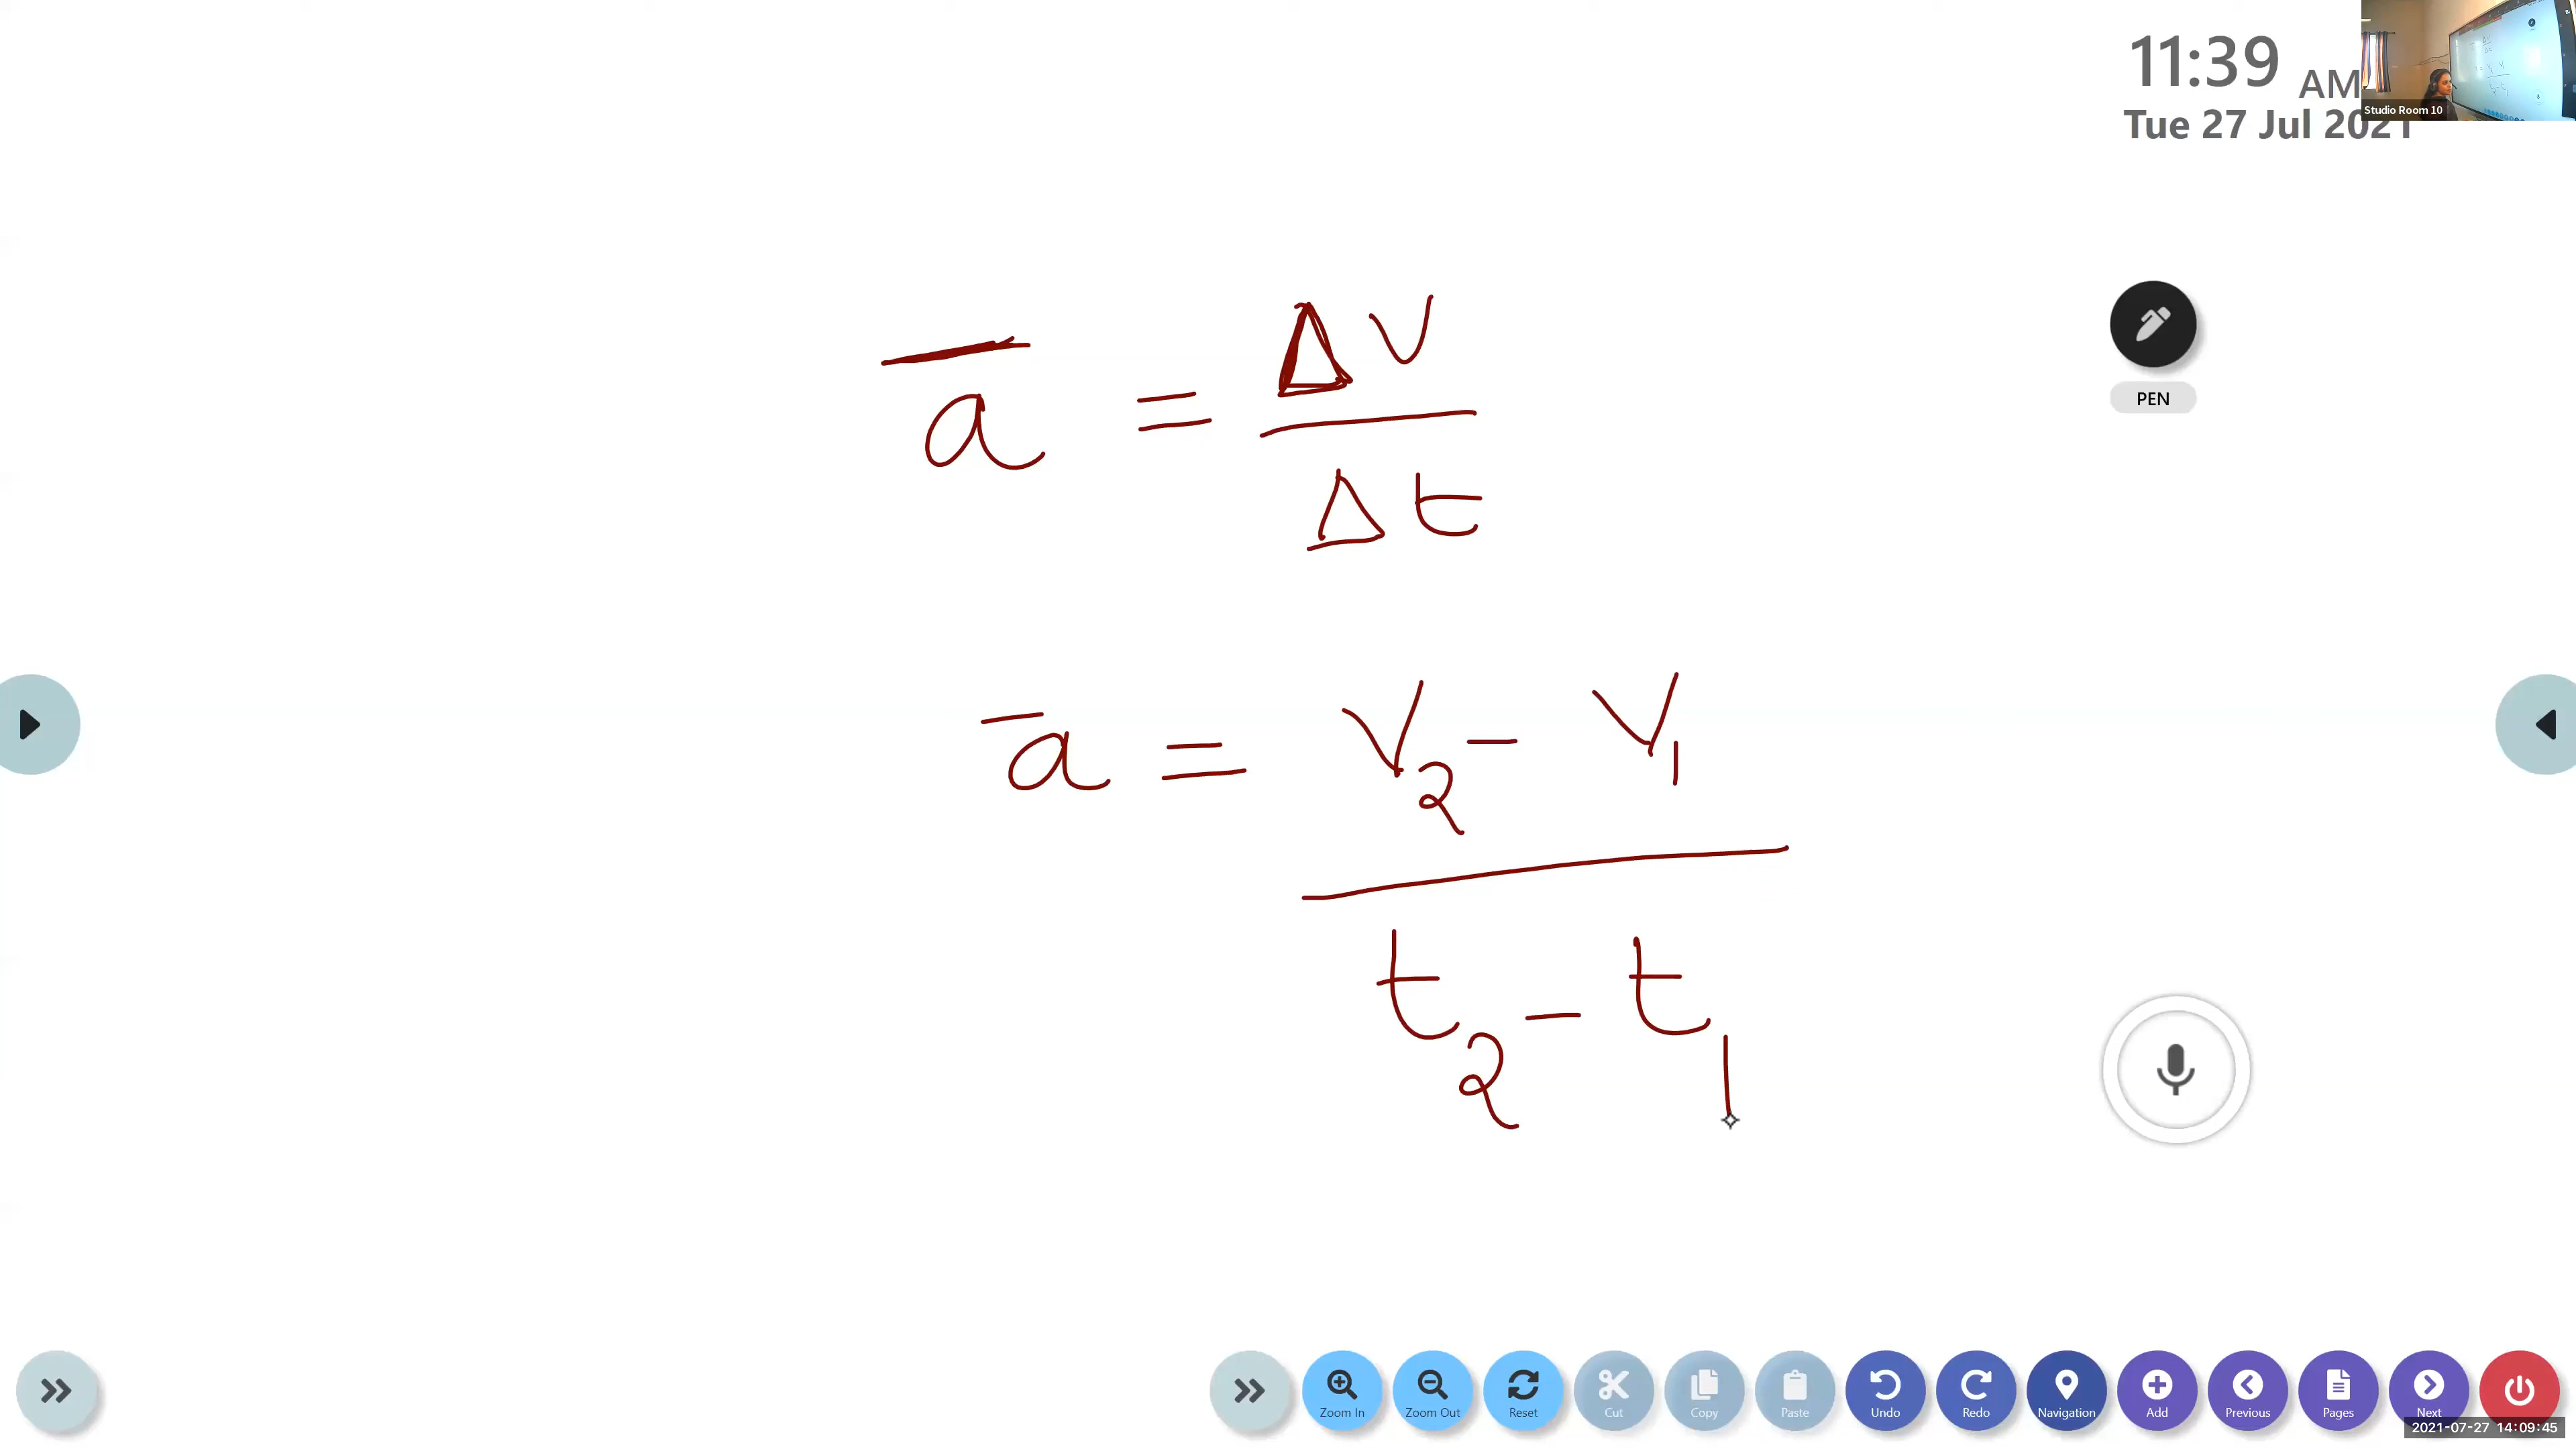 11:39 AM
Studio Room 10
Tue 27 Jul 2021
a̅ = ΔV
Δt
PEN
a̅ = V₂ - V₁
t₂ - t₁
Zoom In Zoom Out Reset Cut Copy Paste Undo Redo Navigation Add Previous Pages Next
2021-07-27 14:09:45